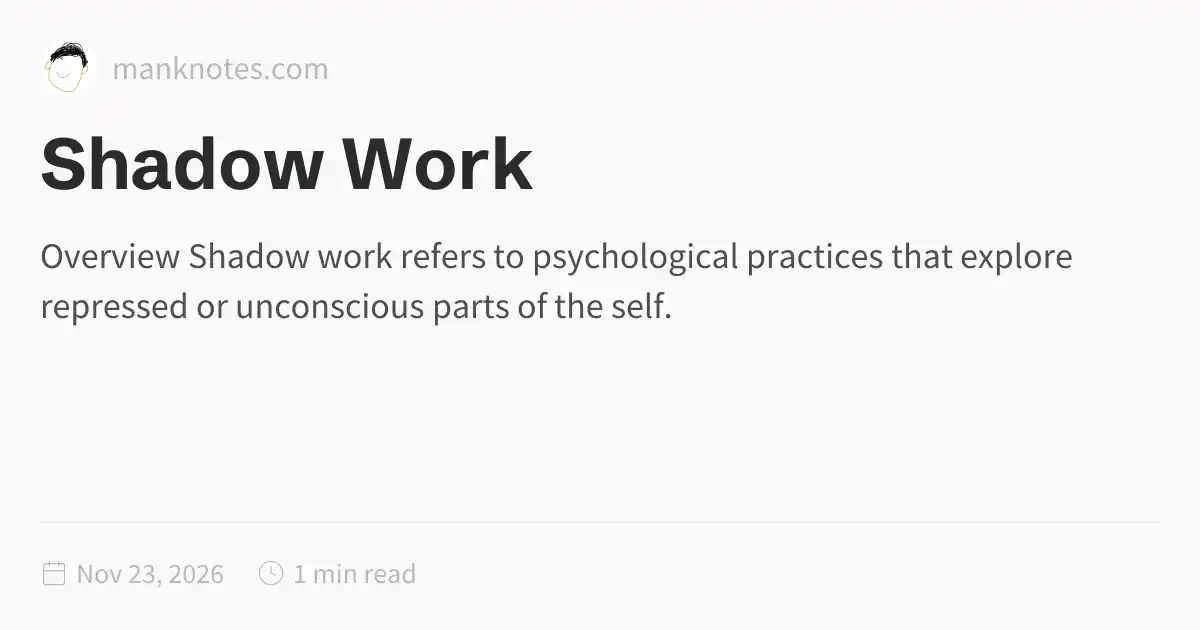 manknotes.com
Shadow Work
Overview Shadow work refers to psychological practices that explore
repressed or unconscious parts of the self.
Nov 23, 2026 1 min read